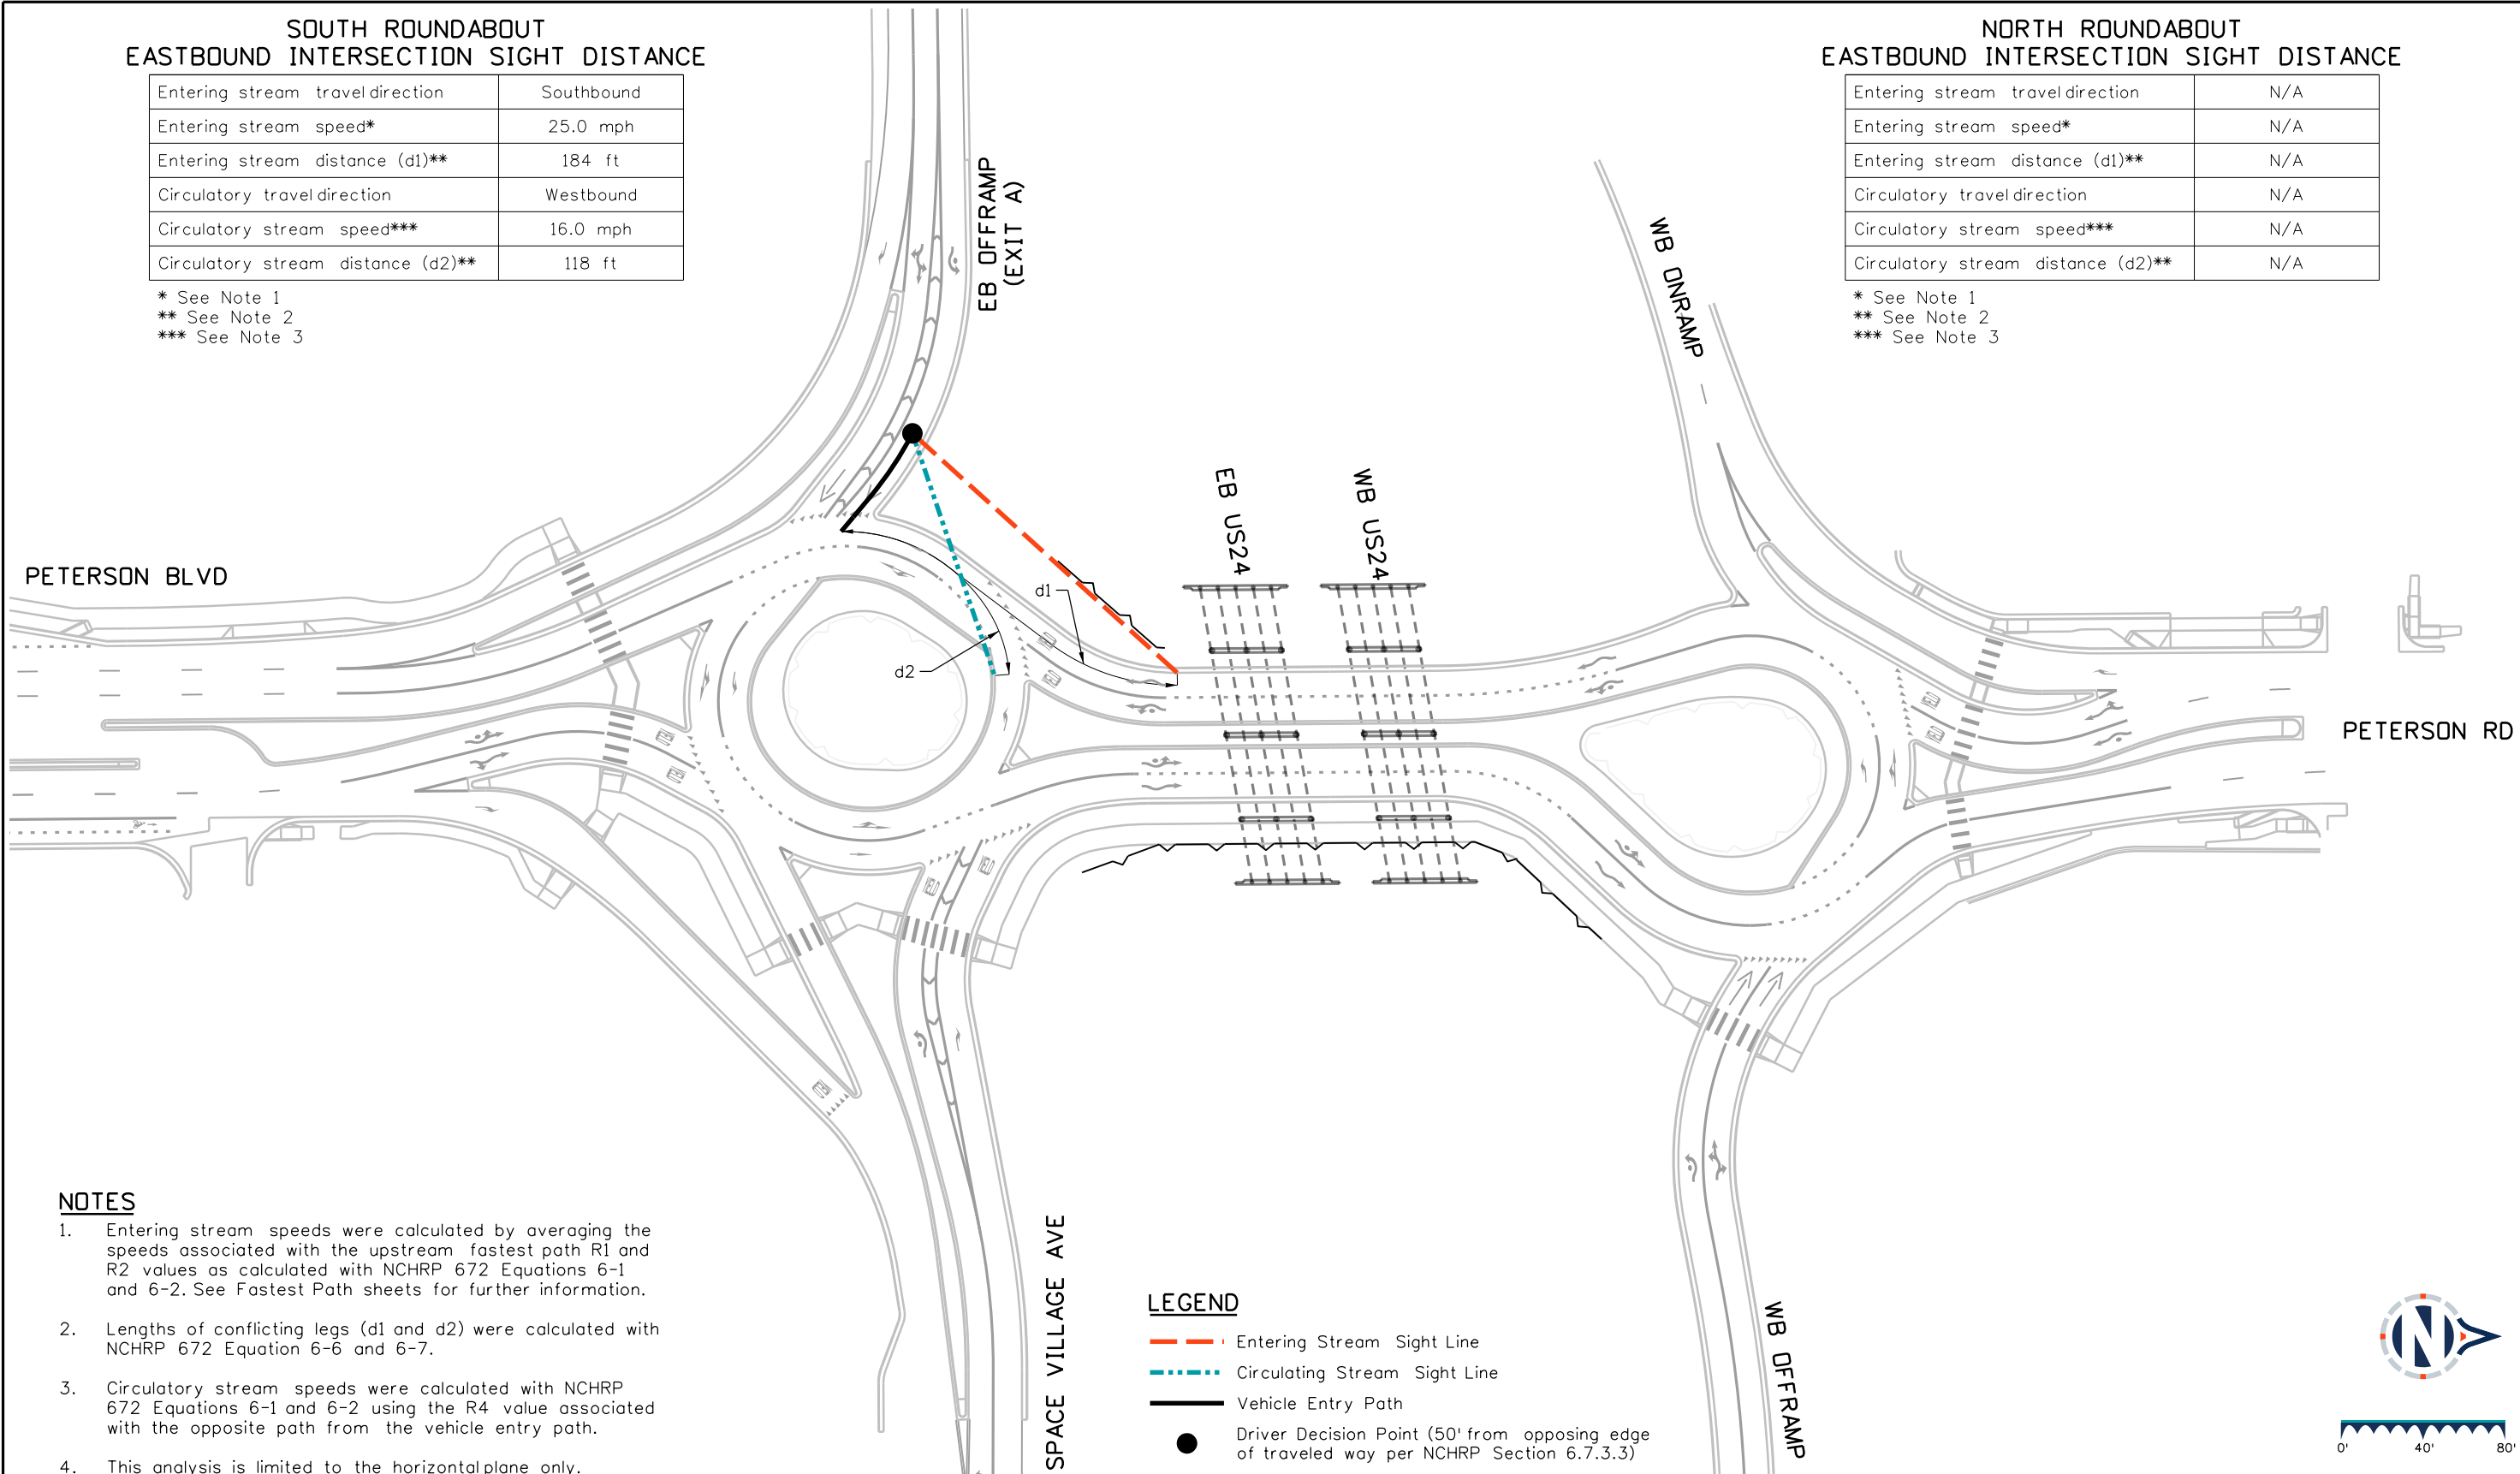 SOUTH ROUNDABOUT
EASTBOUND INTERSECTION SIGHT DISTANCE
Entering stream travel direction Southbound
Entering stream speed* 25.0 mph
Entering stream distance (d1)** 184 ft
Circulatory travel direction Westbound
Circulatory stream speed*** 16.0 mph
Circulatory stream distance (d2)** 118 ft
* See Note 1
** See Note 2
*** See Note 3
NORTH ROUNDABOUT
EASTBOUND INTERSECTION SIGHT DISTANCE
Entering stream travel direction N/A
Entering stream speed* N/A
Entering stream distance (d1)** N/A
Circulatory travel direction N/A
Circulatory stream speed*** N/A
Circulatory stream distance (d2)** N/A
* See Note 1
** See Note 2
*** See Note 3
EB OFFRAMP
(EXIT A)
WB ONRAMP
EB US24
WB US24
PETERSON BLVD
d1
d2
PETERSON RD
YIELD
YIELD
YIELD
YIELD
YIELD
YIELD
YIELD
YIELD
YIELD
SPACE VILLAGE AVE
WB OFFRAMP
NOTES
1. Entering stream speeds were calculated by averaging the
speeds associated with the upstream fastest path R1 and
R2 values as calculated with NCHRP 672 Equations 6-1
and 6-2. See Fastest Path sheets for further information.
2. Lengths of conflicting legs (d1 and d2) were calculated with
NCHRP 672 Equation 6-6 and 6-7.
3. Circulatory stream speeds were calculated with NCHRP
672 Equations 6-1 and 6-2 using the R4 value associated
with the opposite path from the vehicle entry path.
4. This analysis is limited to the horizontal plane only.
LEGEND
Entering Stream Sight Line
Circulating Stream Sight Line
Vehicle Entry Path
Driver Decision Point (50' from opposing edge
of traveled way per NCHRP Section 6.7.3.3)
N
0' 40' 80'